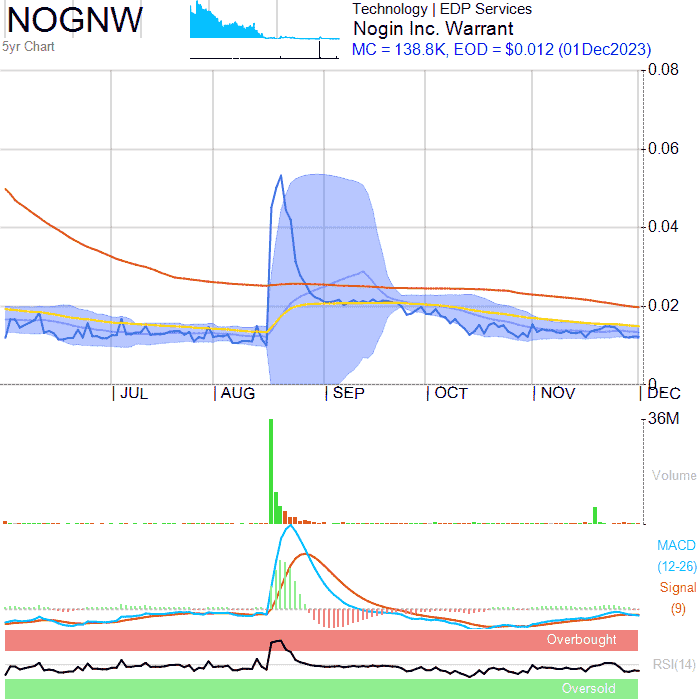 NOGNW
5yr Chart
Technology | EDP Services
Nogin Inc. Warrant
MC = 138.8K, EOD = $0.012 (01Dec2023)
0.08
0.06
0.04
0.02
0
JUL
AUG
SEP
OCT
NOV
DEC
36M
Volume
MACD
(12-26)
Signal
(9)
Overbought
RSI(14)
Oversold